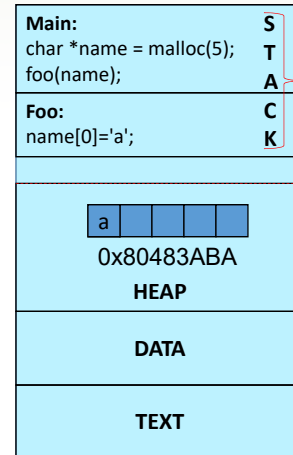 Main:
char *name = malloc(5);
foo(name);
Foo:
name[0]='a';
S
T
A
C
K
a
0x80483ABA
HEAP
DATA
TEXT